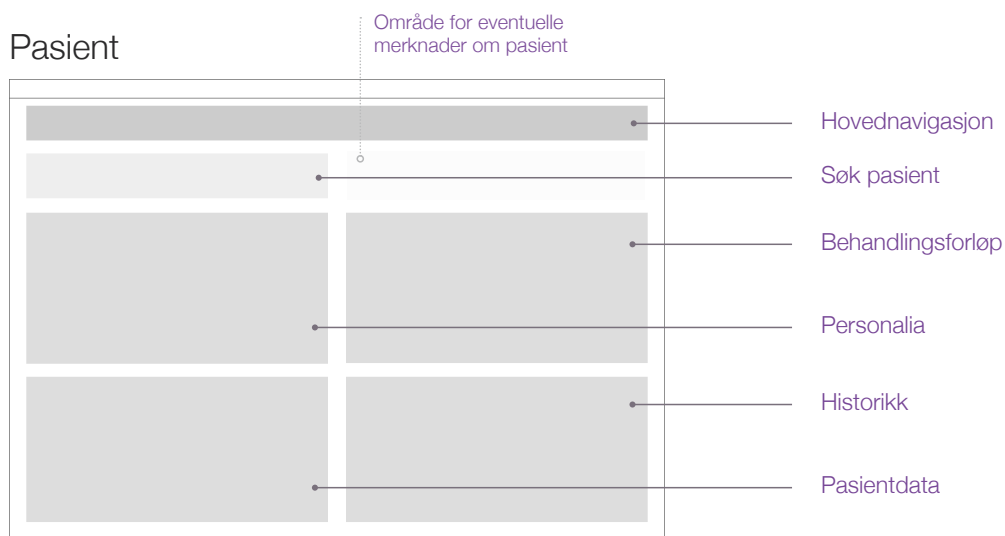 Pasient
Område for eventuelle
merknader om pasient
Hovednavigasjon
Søk pasient
Behandlingsforløp
Personalia
Historikk
Pasientdata